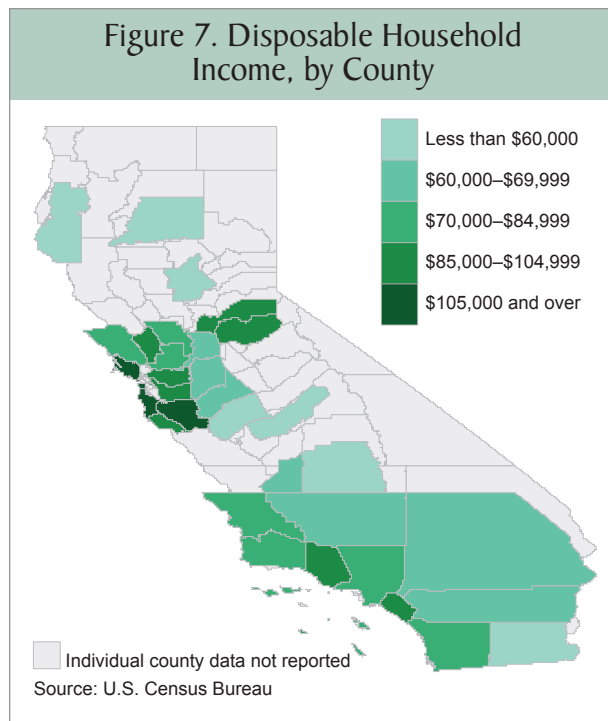 Figure 7. Disposable Household
Income, by County
Less than $60,000
$60,000–$69,999
$70,000–$84,999
$85,000–$104,999
$105,000 and over
Individual county data not reported
Source: U.S. Census Bureau